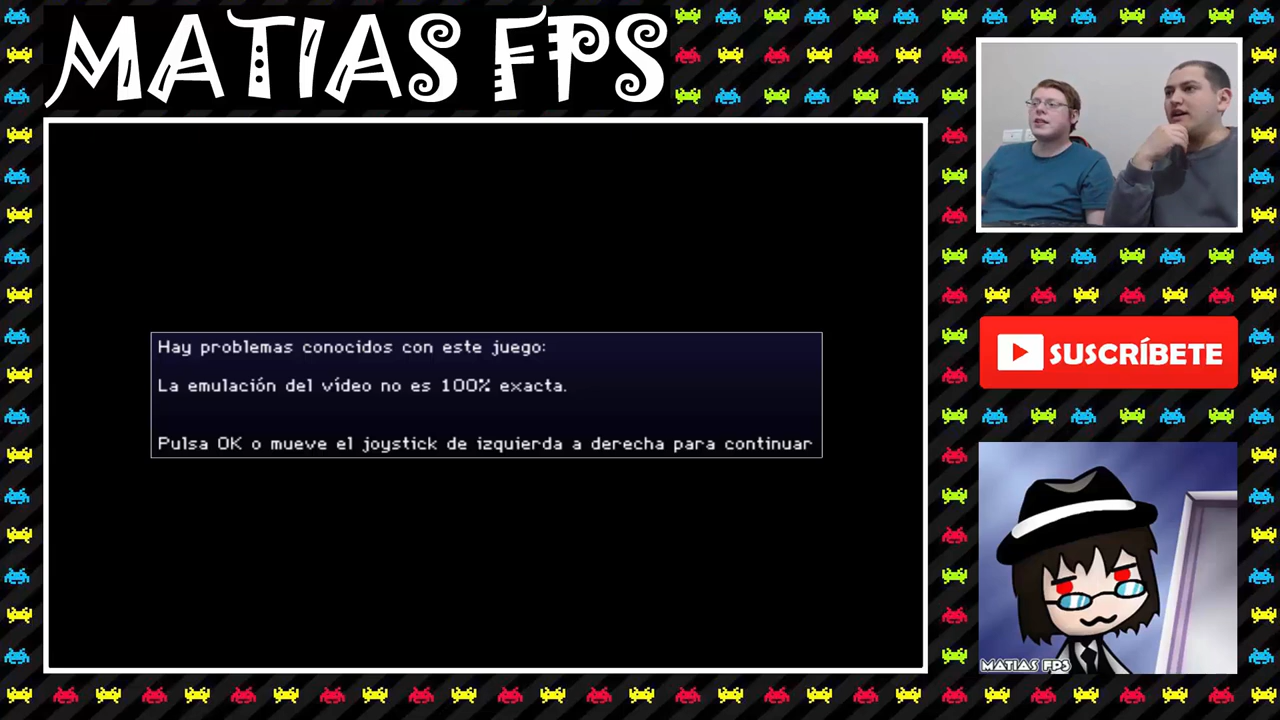 MATIAS FPS
Hay problemas conocidos con este juego:
La emulación del vídeo no es 100% exacta.
Pulsa OK o mueve el joystick de izquierda a derecha para continuar
SUSCRÍBETE
MATIAS FPS